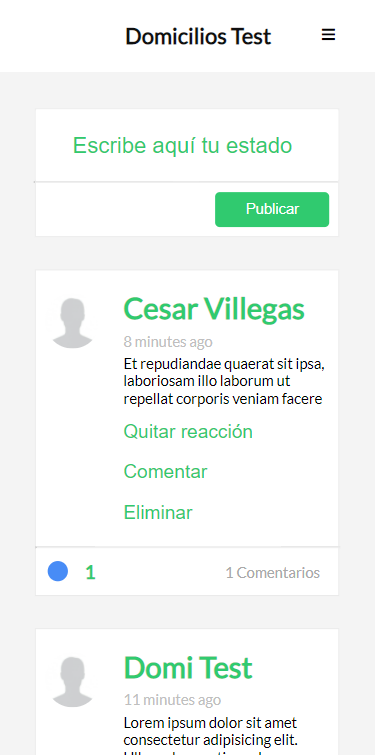 Domicilios Test
Escribe aquí tu estado
Publicar
Cesar Villegas
8 minutes ago
Et repudiandae quaerat sit ipsa,
laboriosam illo laborum ut
repellat corporis veniam facere
Quitar reacción
Comentar
Eliminar
1
1 Comentarios
Domi Test
11 minutes ago
Lorem ipsum dolor sit amet
consectetur adipisicing elit.